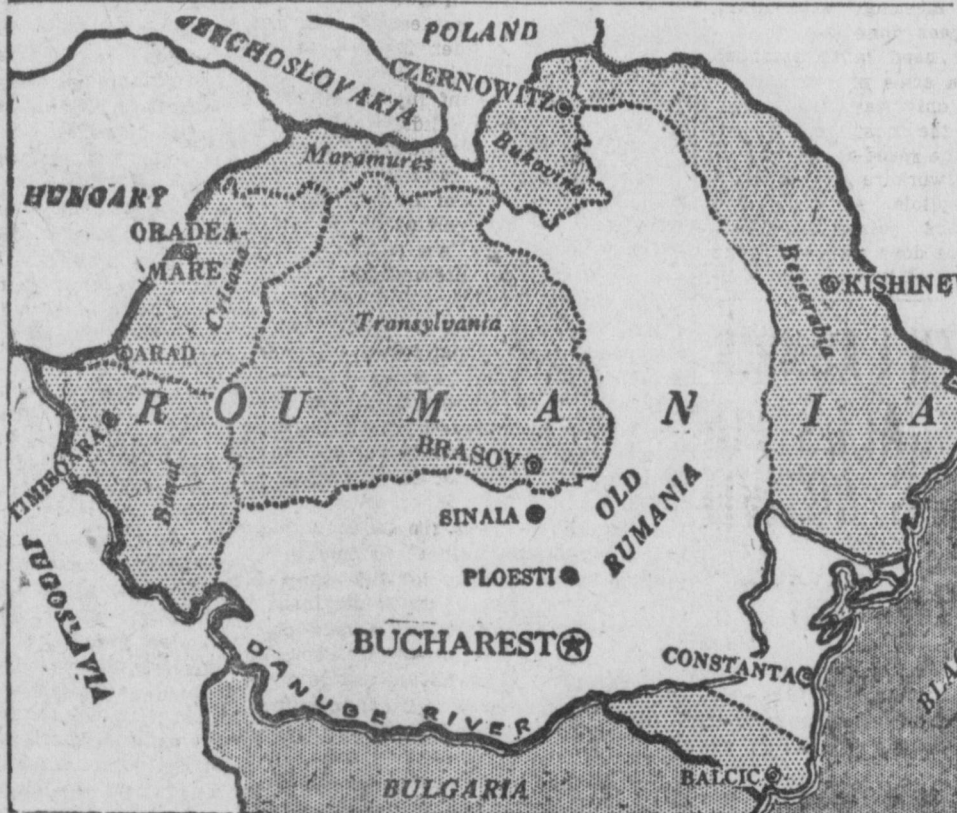 POLAND
CZECHOSLOVAKIA
CZERNOWITZ
Bukovina
Maramures
HUNGARY
ORADEA-
MARE
Crisana
Bessarabia
KISHINEV
Transylvania
ARAD
ROUMANIA
TIMISOARA
Banat
BRASOV
OLD
RUMANIA
SINAIA
JUGOSLAVIA
PLOESTI
BUCHAREST
CONSTANTA
DANUBE RIVER
BALCIC
BULGARIA